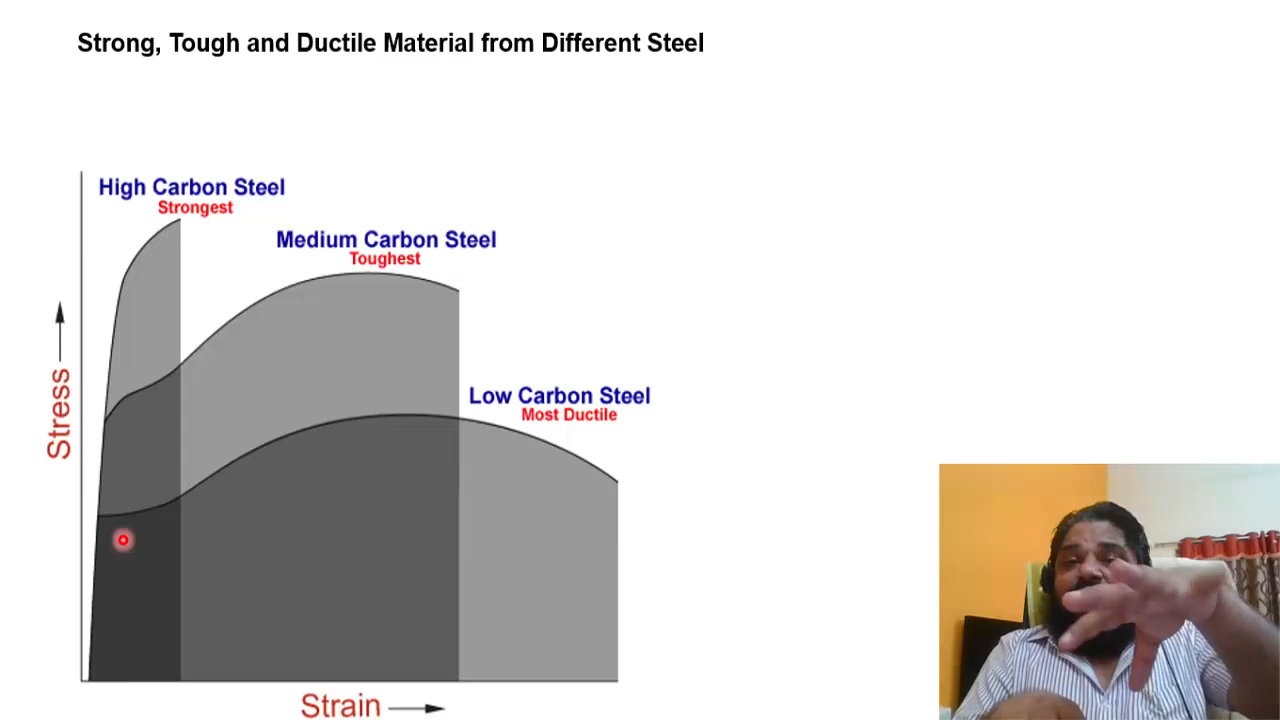 Strong, Tough and Ductile Material from Different Steel
High Carbon Steel
Strongest
Medium Carbon Steel
Toughest
Low Carbon Steel
Most Ductile
Stress
Strain